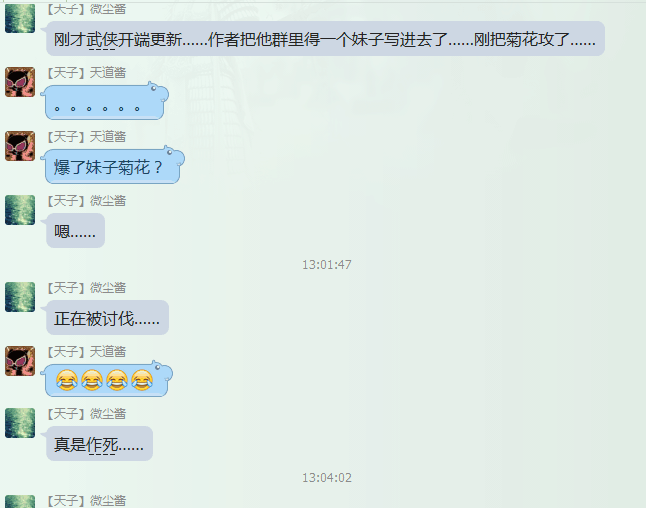 【天子】微尘酱
刚才武侠开端更新......作者把他群里得一个妹子写进去了......刚把菊花攻了......
【天子】天道酱
。。。。。。
【天子】天道酱
爆了妹子菊花？
【天子】微尘酱
嗯......
13:01:47
【天子】微尘酱
正在被讨伐......
【天子】天道酱
😂😂😂😂
【天子】微尘酱
真是作死......
13:04:02
【天子】微尘酱